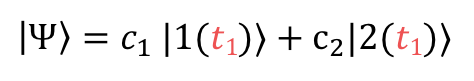 |Ψ⟩ = c₁ |1(t₁)⟩ + c₂|2(t₁)⟩